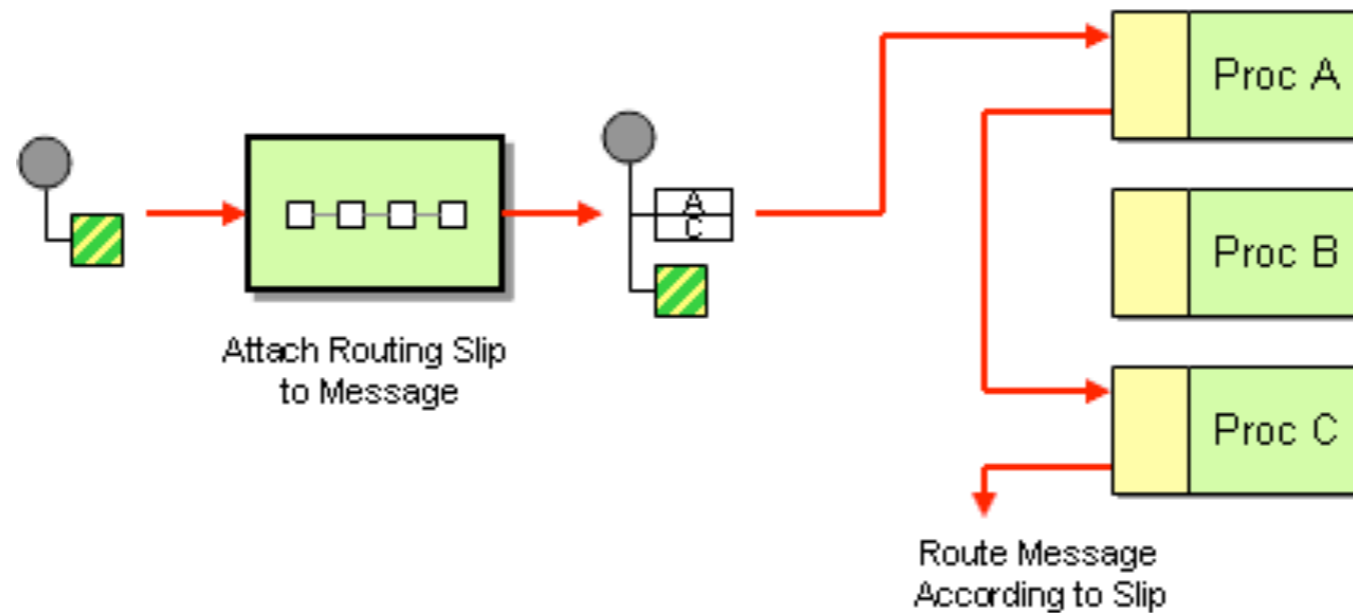 Attach Routing Slip
to Message
A
C
Proc A
Proc B
Proc C
Route Message
According to Slip